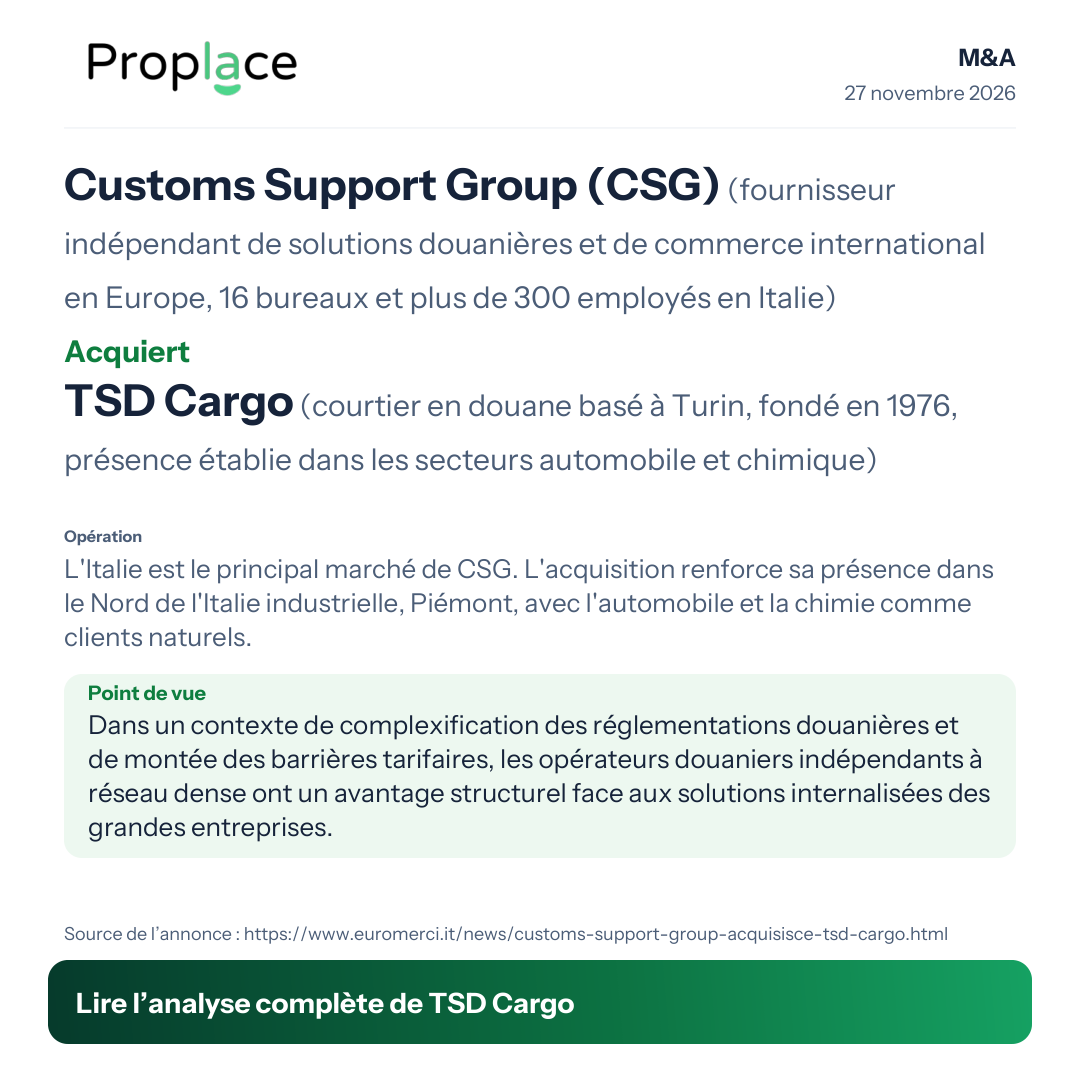 Proplace
M&A
27 novembre 2026
Customs Support Group (CSG) (fournisseur
indépendant de solutions douanières et de commerce international
en Europe, 16 bureaux et plus de 300 employés en Italie)
Acquiert
TSD Cargo (courtier en douane basé à Turin, fondé en 1976,
présence établie dans les secteurs automobile et chimique)
Opération
L'Italie est le principal marché de CSG. L'acquisition renforce sa présence dans
le Nord de l'Italie industrielle, Piémont, avec l'automobile et la chimie comme
clients naturels.
Point de vue
Dans un contexte de complexification des réglementations douanières et
de montée des barrières tarifaires, les opérateurs douaniers indépendants à
réseau dense ont un avantage structurel face aux solutions internalisées des
grandes entreprises.
Source de l’annonce : https://www.euromerci.it/news/customs-support-group-acquisisce-tsd-cargo.html
Lire l’analyse complète de TSD Cargo